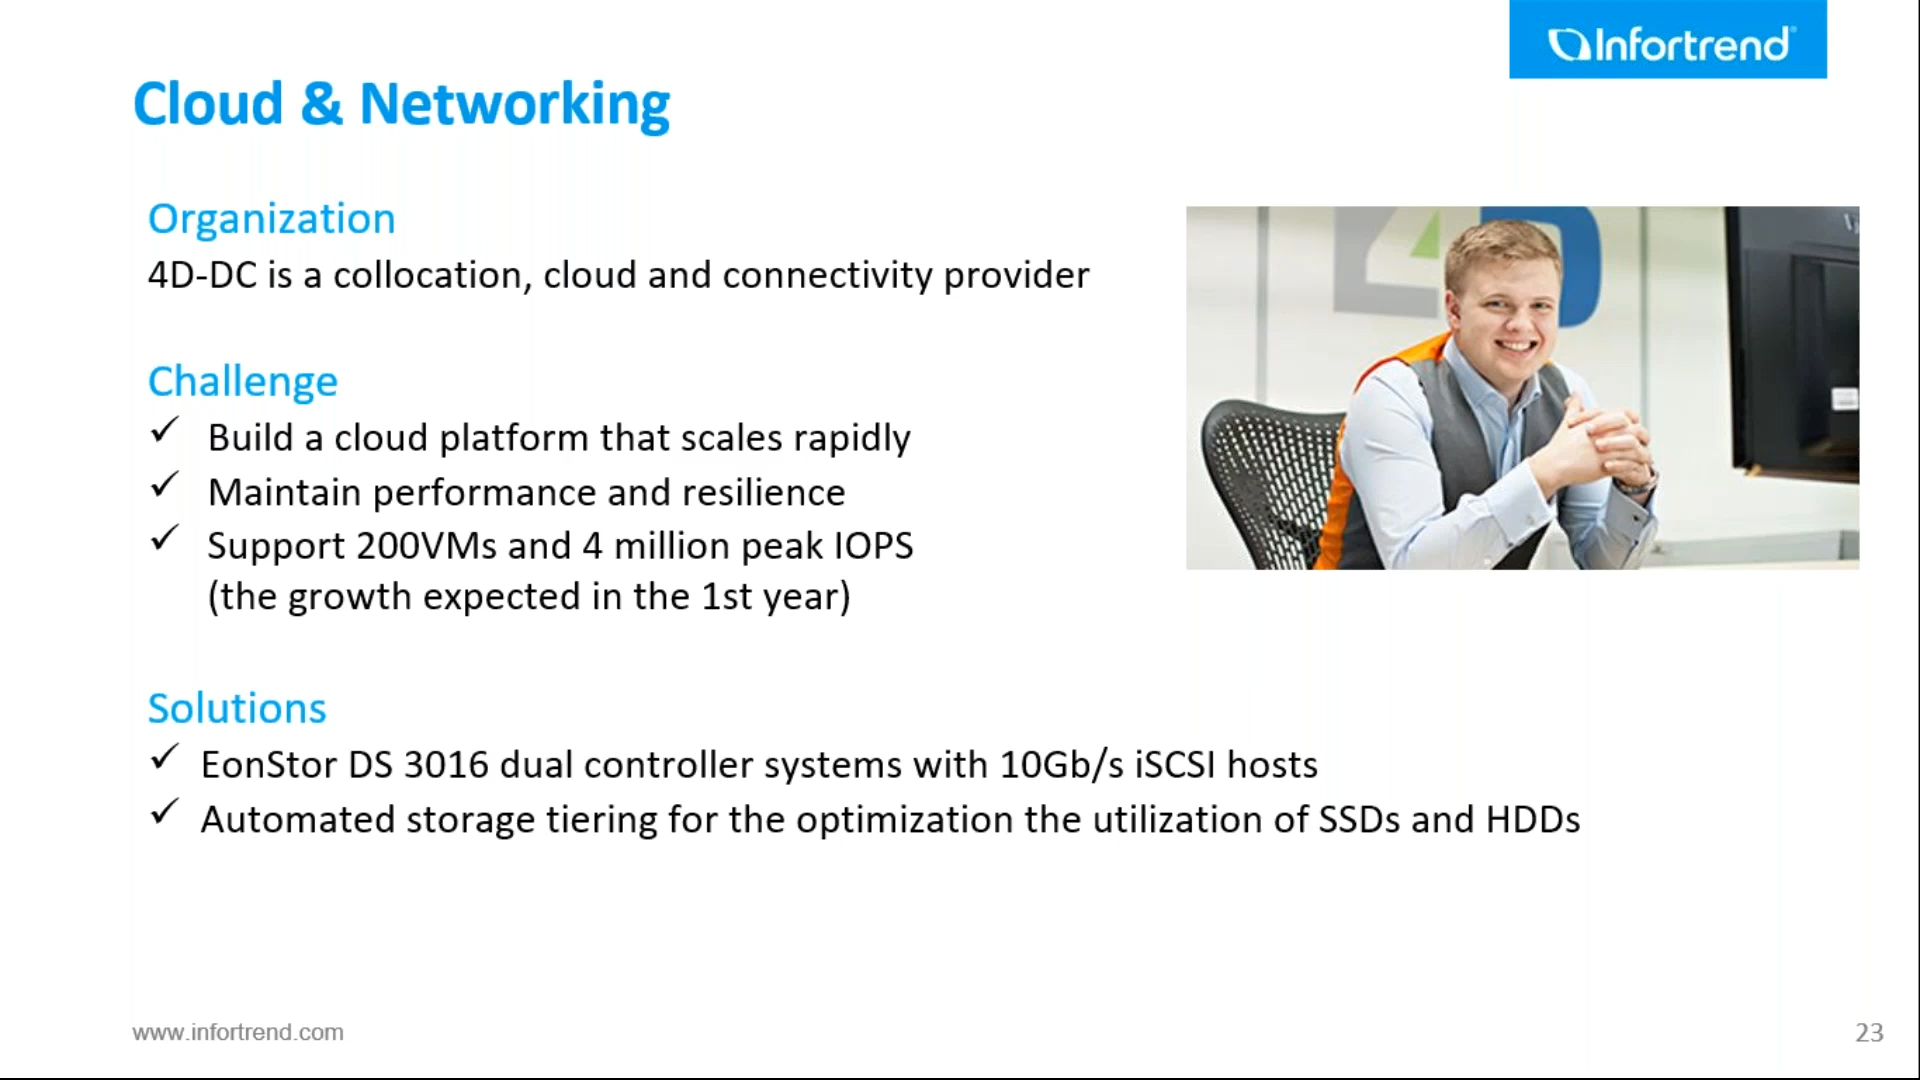 Infortrend
Cloud & Networking
Organization
4D-DC is a collocation, cloud and connectivity provider
Challenge
✓ Build a cloud platform that scales rapidly
✓ Maintain performance and resilience
✓ Support 200VMs and 4 million peak IOPS
(the growth expected in the 1st year)
Solutions
✓ EonStor DS 3016 dual controller systems with 10Gb/s iSCSI hosts
✓ Automated storage tiering for the optimization the utilization of SSDs and HDDs
4D
www.infortrend.com
23